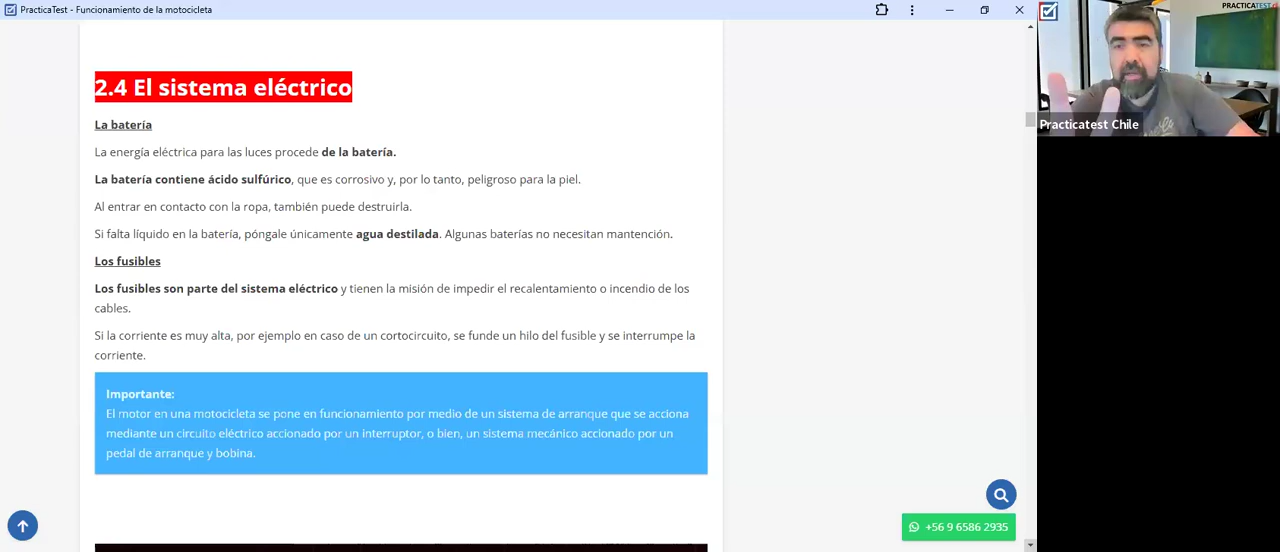 PracticaTest - Funcionamiento de la motocicleta
PRACTICATEST
2.4 El sistema eléctrico
La batería
La energía eléctrica para las luces procede de la batería.
La batería contiene ácido sulfúrico, que es corrosivo y, por lo tanto, peligroso para la piel.
Al entrar en contacto con la ropa, también puede destruirla.
Si falta líquido en la batería, póngale únicamente agua destilada. Algunas baterías no necesitan mantención.
Los fusibles
Los fusibles son parte del sistema eléctrico y tienen la misión de impedir el recalentamiento o incendio de los
cables.
Si la corriente es muy alta, por ejemplo en caso de un cortocircuito, se funde un hilo del fusible y se interrumpe la
corriente.
Importante:
El motor en una motocicleta se pone en funcionamiento por medio de un sistema de arranque que se acciona
mediante un circuito eléctrico accionado por un interruptor, o bien, un sistema mecánico accionado por un
pedal de arranque y bobina.
+56 9 6586 2935
Practicatest Chile